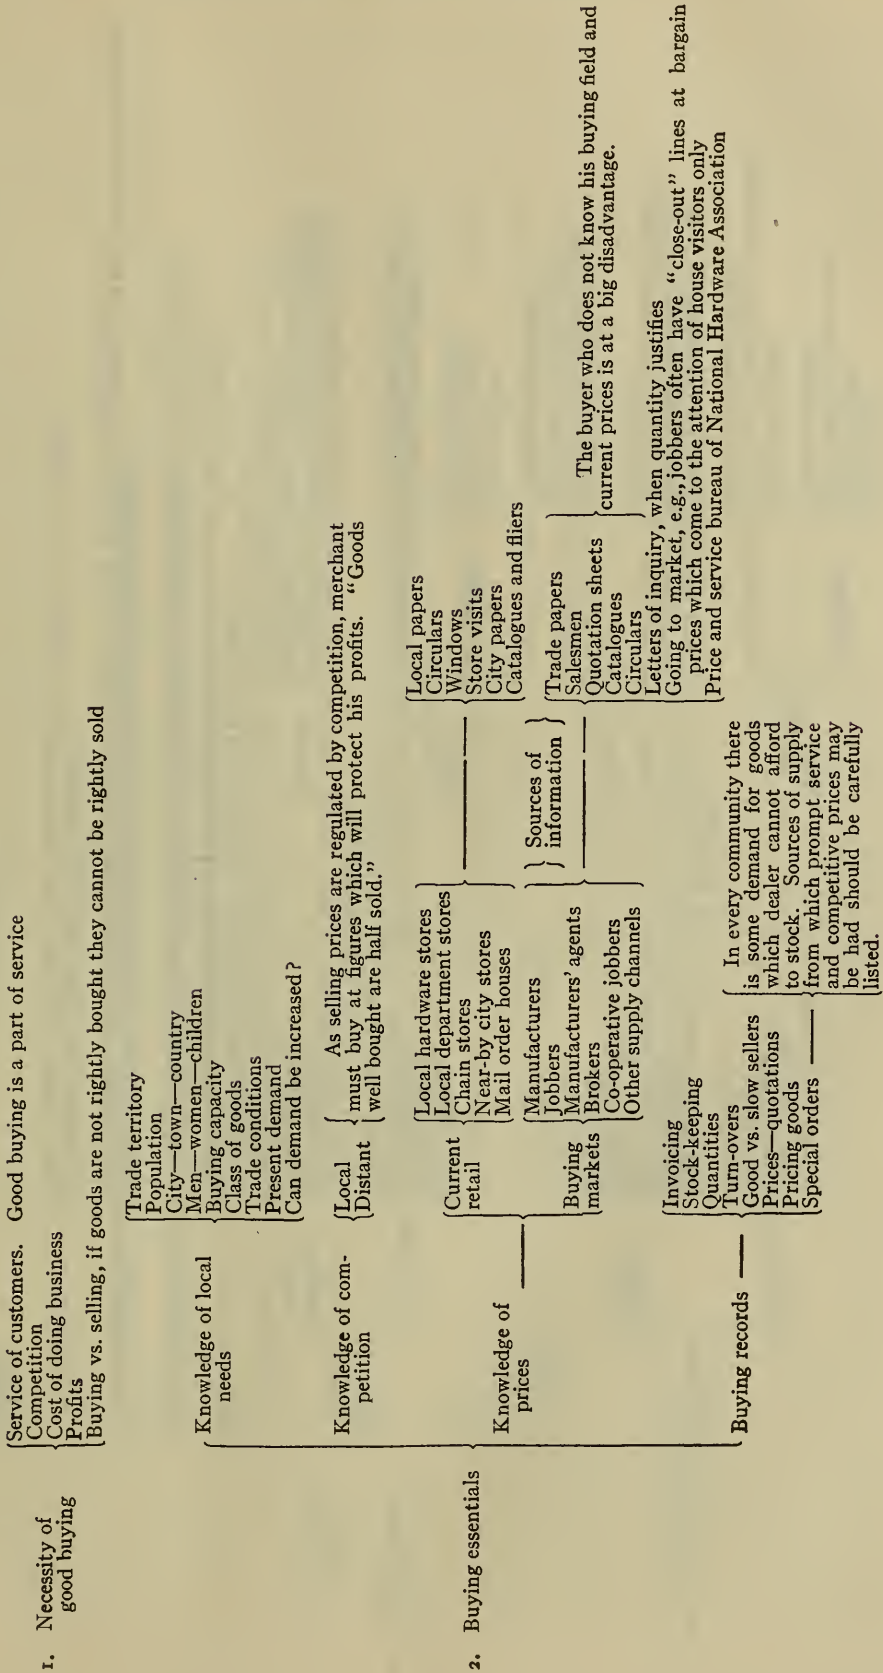 1. Necessity of
good buying
Service of customers. Good buying is a part of service
Competition
Cost of doing business
Profits
Buying vs. selling, if goods are not rightly bought they cannot be rightly sold
2. Buying essentials
Knowledge of local
needs
Trade territory
Population
City—town—country
Men—women—children
Buying capacity
Class of goods
Trade conditions
Present demand
Can demand be increased?
Knowledge of com-
petition
Local
Distant
As selling prices are regulated by competition, merchant
must buy at figures which will protect his profits. "Goods
well bought are half sold."
Knowledge of
prices
Current
retail
Local hardware stores
Local department stores
Chain stores
Near-by city stores
Mail order houses
Sources of
information
Local papers
Circulars
Windows
Store visits
City papers
Catalogues and fliers
Buying
markets
Manufacturers
Jobbers
Manufacturers' agents
Brokers
Co-operative jobbers
Other supply channels
Trade papers
Salesmen
Quotation sheets
Catalogues
Circulars
The buyer who does not know his buying field and
current prices is at a big disadvantage.
Letters of inquiry, when quantity justifies
Going to market, e.g., jobbers often have "close-out" lines at bargain
prices which come to the attention of house visitors only
Price and service bureau of National Hardware Association
Buying records
Invoicing
Stock-keeping
Quantities
Turn-overs
Good vs. slow sellers
Prices—quotations
Pricing goods
Special orders
In every community there
is some demand for goods
which dealer cannot afford
to stock. Sources of supply
from which prompt service
and competitive prices may
be had should be carefully
listed.